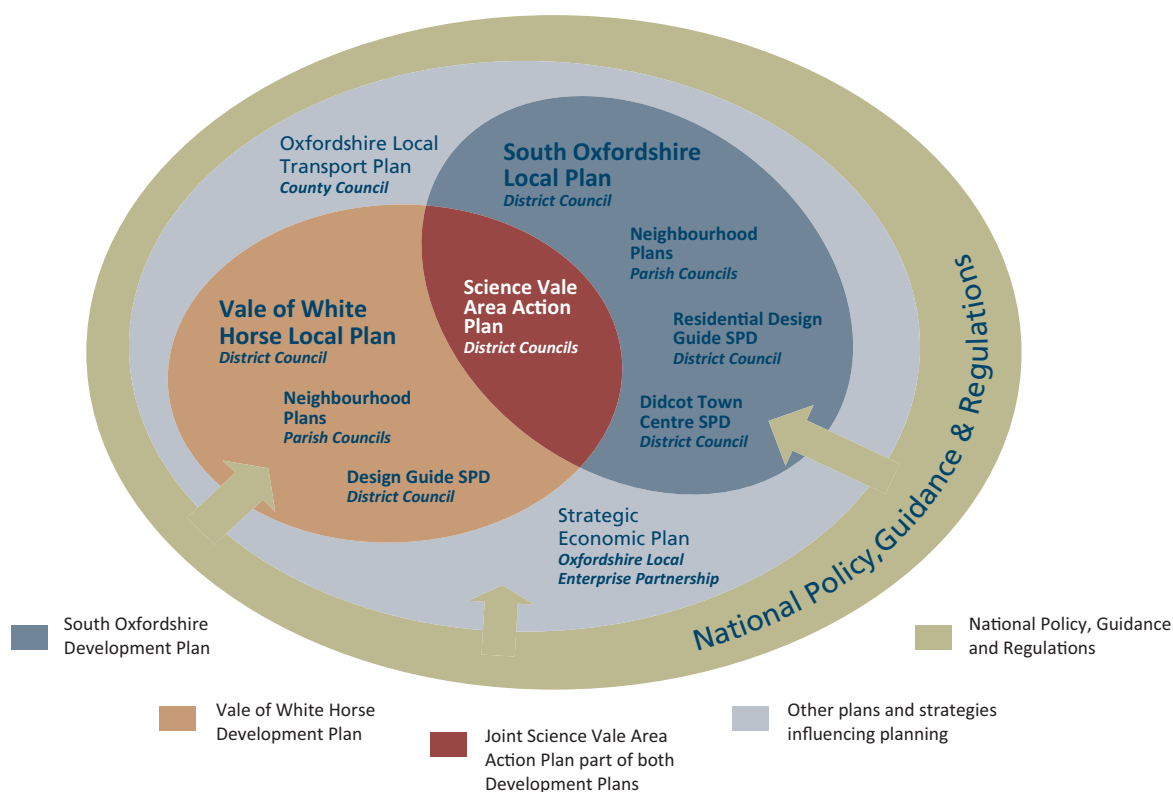 Oxfordshire Local
Transport Plan
County Council
South Oxfordshire
Local Plan
District Council
Neighbourhood
Plans
Parish Councils
Science Vale
Area Action
Plan
District Councils
Vale of White
Horse Local Plan
District Council
Residential Design
Guide SPD
District Council
Neighbourhood
Plans
Parish Councils
Didcot Town
Centre SPD
District Council
Design Guide SPD
District Council
Strategic
Economic Plan
Oxfordshire Local
Enterprise Partnership
National Policy, Guidance & Regulations
South Oxfordshire
Development Plan
National Policy, Guidance
and Regulations
Vale of White Horse
Development Plan
Joint Science Vale Area
Action Plan part of both
Development Plans
Other plans and strategies
influencing planning